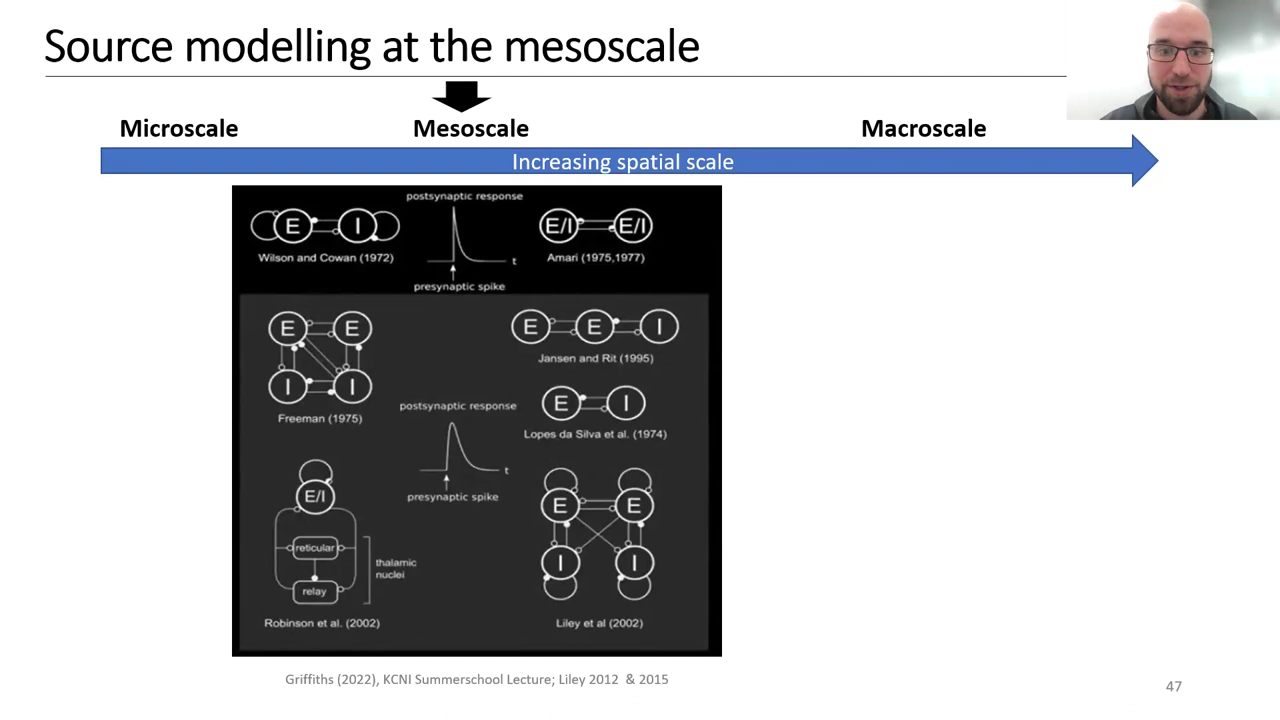 Source modelling at the mesoscale
Microscale Mesoscale Macroscale
Increasing spatial scale
postsynaptic response
E I E/I E/I
Wilson and Cowan (1972) t Amari (1975,1977)
presynaptic spike
E E E E I
Jansen and Rit (1995)
I I
Freeman (1975)
E I
postsynaptic response
Lopes da Silva et al. (1974)
t
presynaptic spike
E/I E E
reticular
thalamic
nuclei
I I
relay
Robinson et al. (2002) Liley et al (2002)
Griffiths (2022), KCNI Summerschool Lecture; Liley 2012 & 2015
47